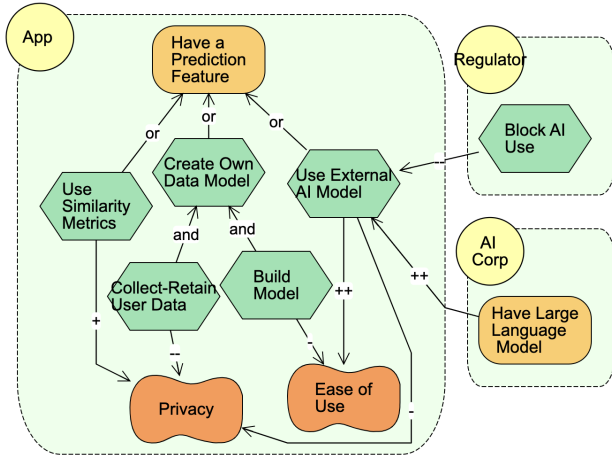 App
Have a
Prediction
Feature
Regulator
or
or
or
Block AI
Use
Create Own
Data Model
Use External
AI Model
--
Use
Similarity
Metrics
and
and
AI
Corp
++
Collect-Retain
User Data
Build
Model
++
Have Large
Language
Model
+
--
-
Privacy
Ease of
Use
-